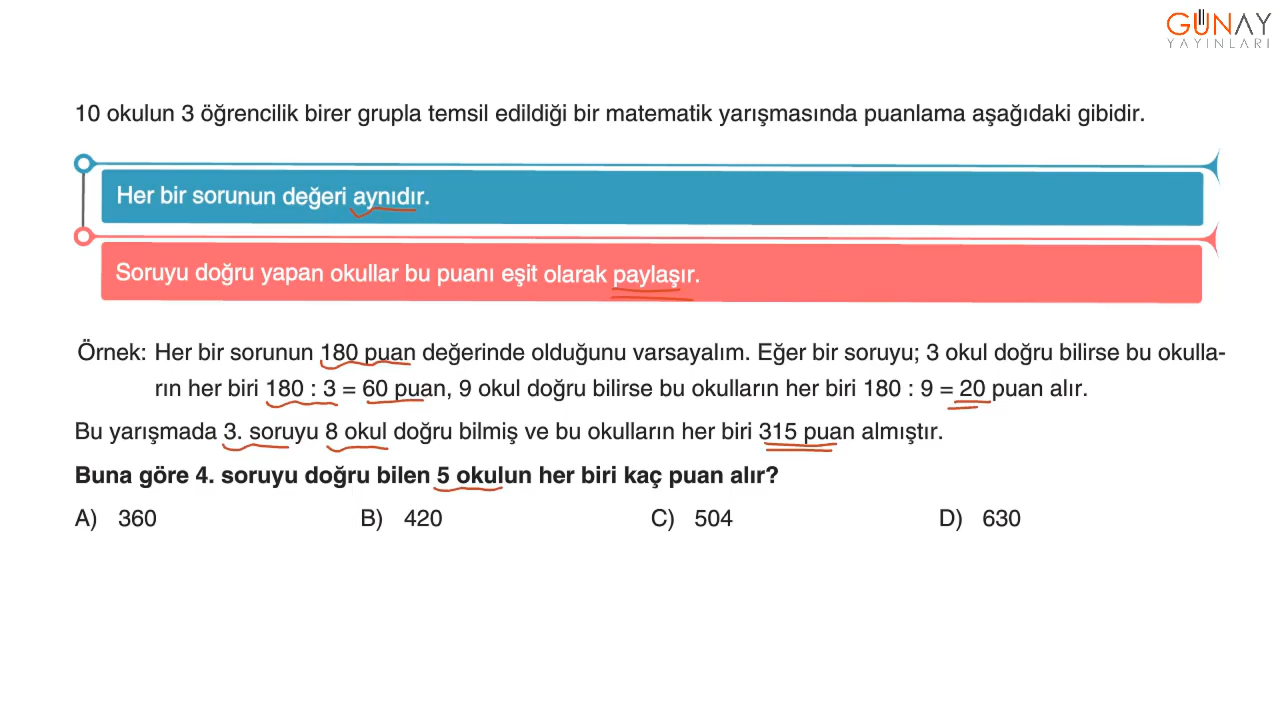 GÜNAY
YAYINLARI
10 okulun 3 öğrencilik birer grupla temsil edildiği bir matematik yarışmasında puanlama aşağıdaki gibidir.
Her bir sorunun değeri aynıdır.
Soruyu doğru yapan okullar bu puanı eşit olarak paylaşır.
Örnek: Her bir sorunun 180 puan değerinde olduğunu varsayalım. Eğer bir soruyu; 3 okul doğru bilirse bu okulla-
rın her biri 180 : 3 = 60 puan, 9 okul doğru bilirse bu okulların her biri 180 : 9 = 20 puan alır.
Bu yarışmada 3. soruyu 8 okul doğru bilmiş ve bu okulların her biri 315 puan almıştır.
Buna göre 4. soruyu doğru bilen 5 okulun her biri kaç puan alır?
A) 360 B) 420 C) 504 D) 630